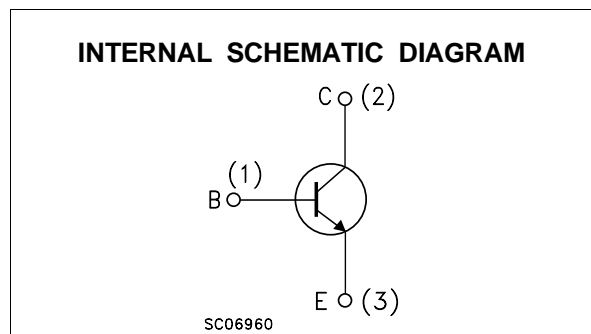 INTERNAL SCHEMATIC DIAGRAM
C (2)
(1)
B
E (3)
SC06960